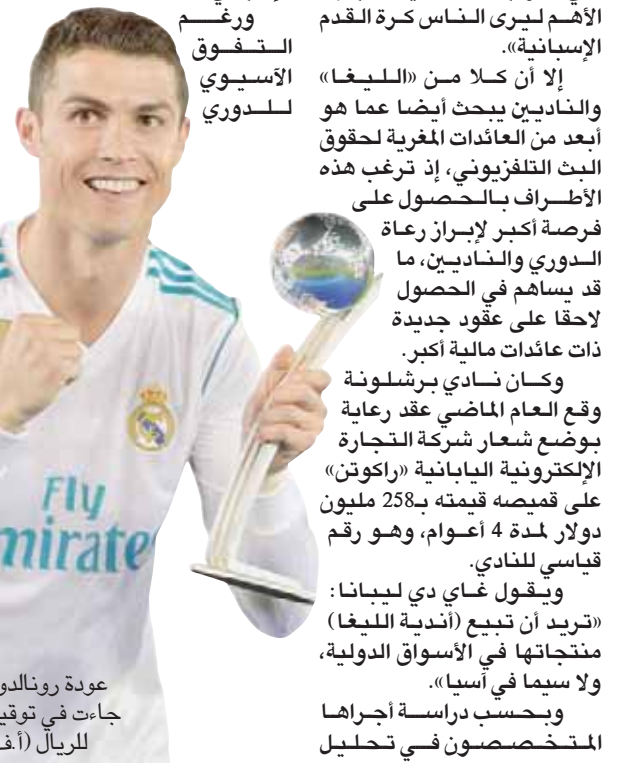 الأهم ليرى الناس كرة القدم
الإسبانية».
إلا أن كلا من «الليغا»
والناديين يبحث أيضا عما هو
أبعد من العائدات المغرية لحقوق
البث التلفزيوني، إذ ترغب هذه
الأطراف بالحصول على
فرصة أكبر لإبراز رعاة
الدوري والناديين، ما
قد يساهم في الحصول
لاحقا على عقود جديدة
ذات عائدات مالية أكبر.
وكان نادي برشلونة
وقع العام الماضي عقد رعاية
بوضع شعار شركة التجارة
الإلكترونية اليابانية «راكوتن»
على قميصه قيمته بـ258 مليون
دولار لمدة 4 أعوام، وهو رقم
قياسي للنادي.
ويقول غاي دي ليبانا:
«تريد أن تبيع (أندية الليغا)
منتجاتها في الأسواق الدولية،
ولا سيما في آسيا».
وبحسب دراسة أجراها
المتخصصون في تحليل
ورغم
التفوق
الآسيوي
للدوري
Fly
عودة رونالدو
جاءت في
للريال